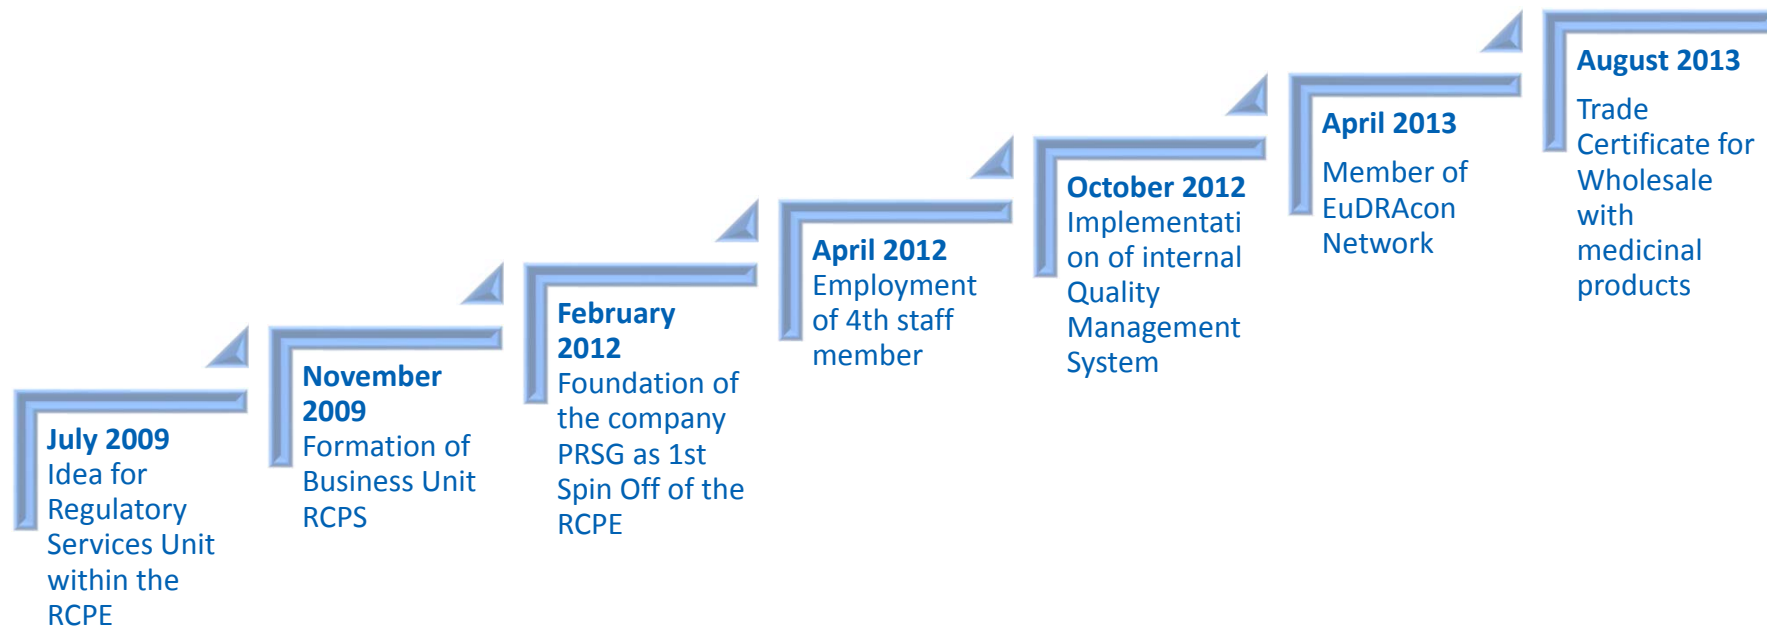 July 2009
Idea for
Regulatory
Services Unit
within the
RCPE
November
2009
Formation of
Business Unit
RCPS
February
2012
Foundation of
the company
PRSG as 1st
Spin Off of the
RCPE
April 2012
Employment
of 4th staff
member
October 2012
Implementati
on of internal
Quality
Management
System
April 2013
Member of
EuDRAcon
Network
August 2013
Trade
Certificate for
Wholesale
with
medicinal
products